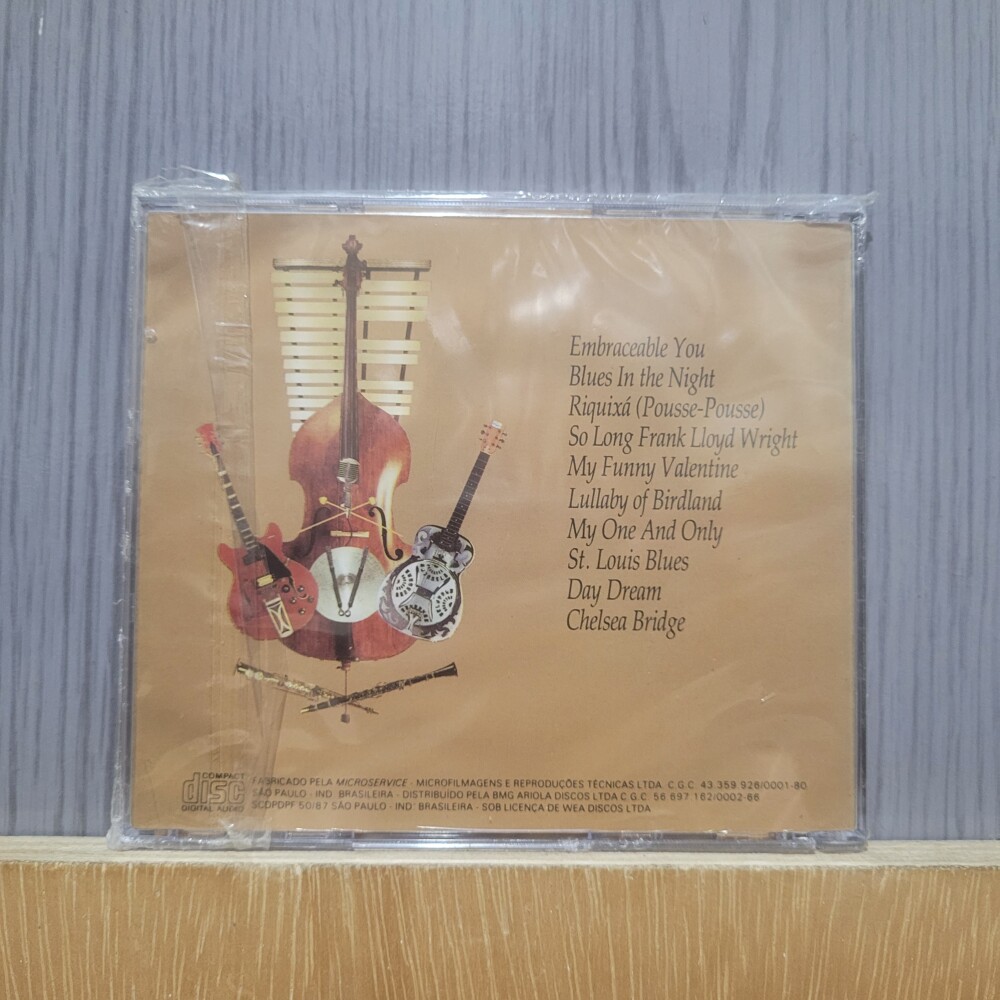 Embraceable You
Blues In the Night
Riquixá (Pousse-Pousse)
So Long Frank Lloyd Wright
My Funny Valentine
Lullaby of Birdland
My One And Only
St. Louis Blues
Day Dream
Chelsea Bridge
COMPACT
disc
DIGITAL AUDIO
FABRICADO PELA MICROSERVICE - MICROFILMAGENS E REPRODUÇÕES TÉCNICAS LTDA C.G.C 43.359.926/0001-80
SÃO PAULO - IND. BRASILEIRA - DISTRIBUÍDO PELA BMG ARIOLA DISCOS LTDA C.G.C 56 697 162/0002-86
SCDPDPF 50/87 SÃO PAULO - IND. BRASILEIRA - SOB LICENÇA DE WEA DISCOS LTDA